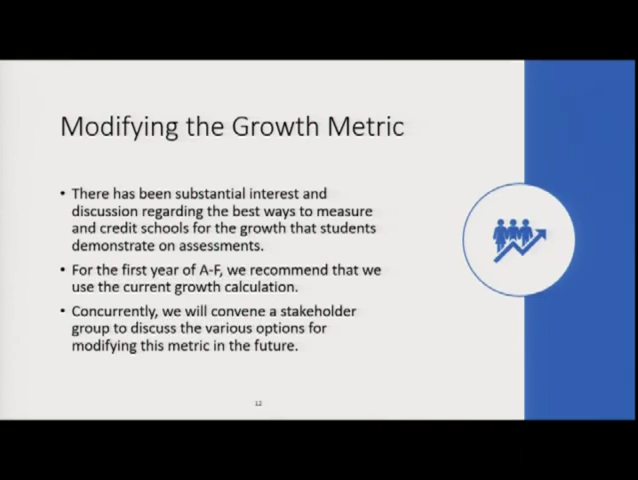 Modifying the Growth Metric
• There has been substantial interest and
discussion regarding the best ways to measure
and credit schools for the growth that students
demonstrate on assessments.
• For the first year of A-F, we recommend that we
use the current growth calculation.
• Concurrently, we will convene a stakeholder
group to discuss the various options for
modifying this metric in the future.
12